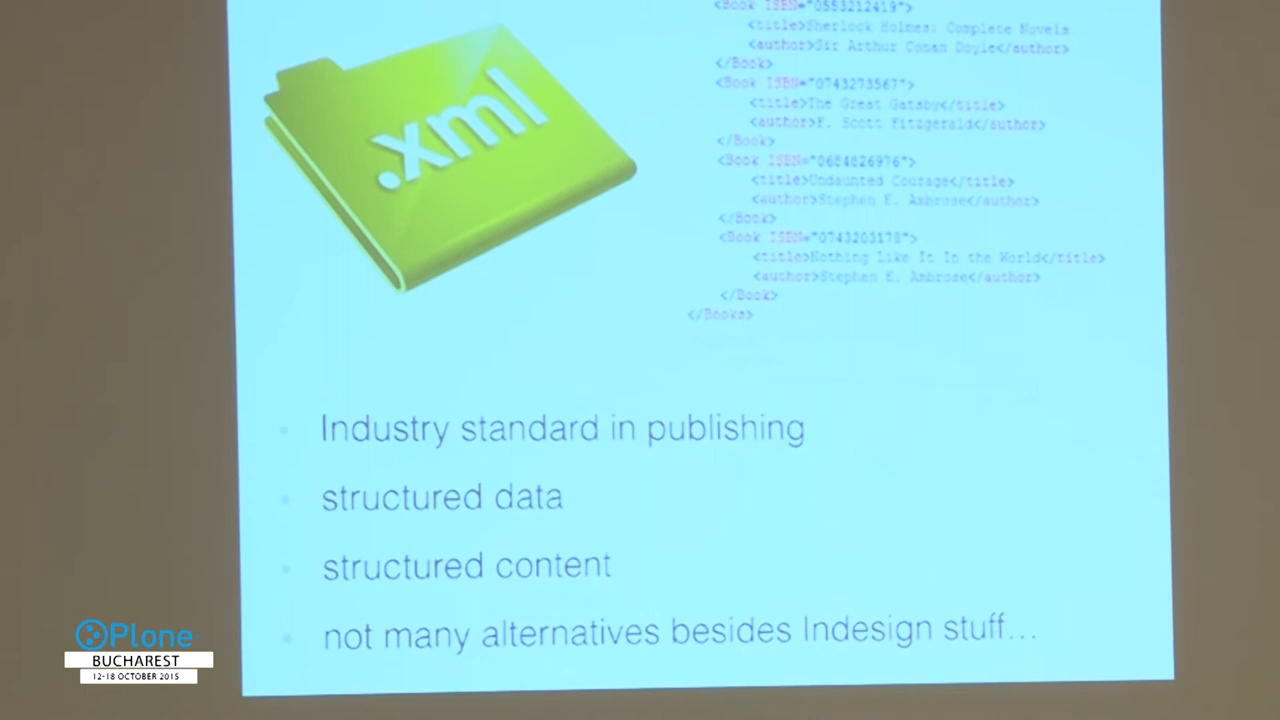 .xml
<Book ISBN="0553212419">
<title>Sherlock Holmes: Complete Novels
<author>Sir Arthur Conan Doyle</author>
</Book>
<Book ISBN="0743273567">
<title>The Great Gatsby</title>
<author>F. Scott Fitzgerald</author>
</Book>
<Book ISBN="0684826976">
<title>Undaunted Courage</title>
<author>Stephen E. Ambrose</author>
</Book>
<Book ISBN="0743203178">
<title>Nothing Like It In the World</title>
<author>Stephen E. Ambrose</author>
</Book>
</Books>
Industry standard in publishing
structured data
structured content
not many alternatives besides Indesign stuff...
Plone
BUCHAREST
12-18 OCTOBER 2015